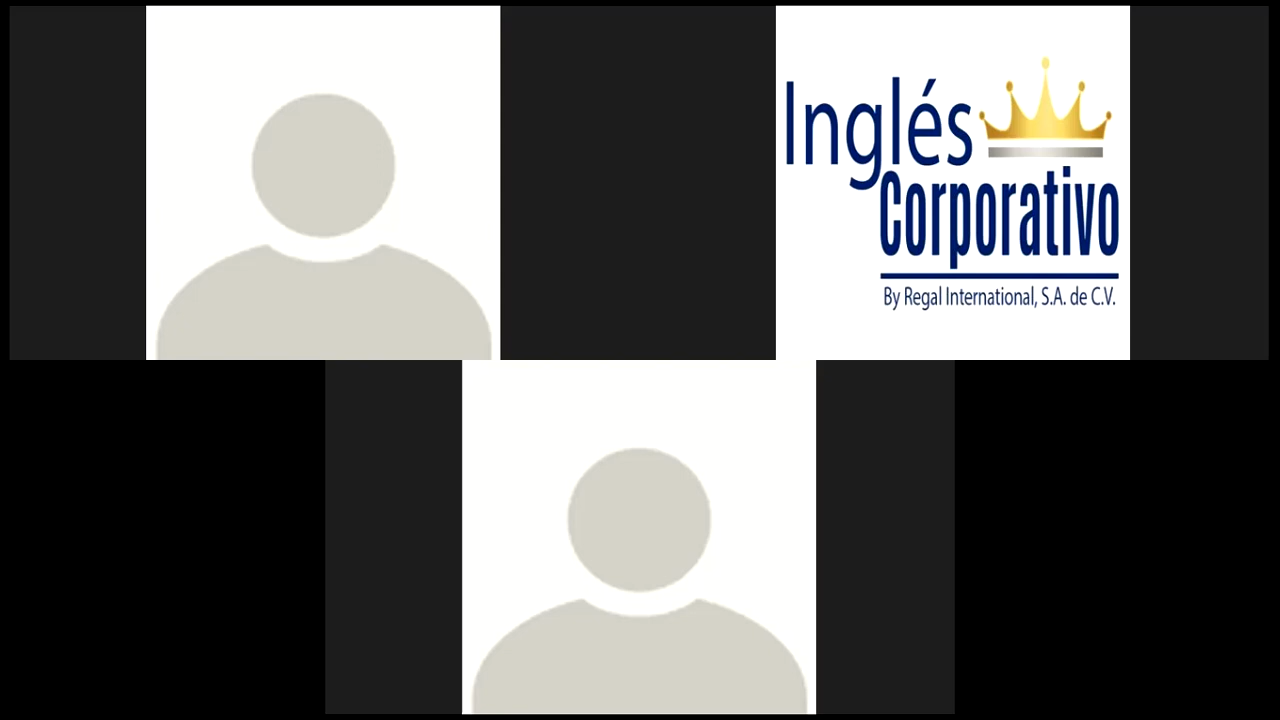 Inglés
Corporativo
By Regal International, S.A. de C.V.